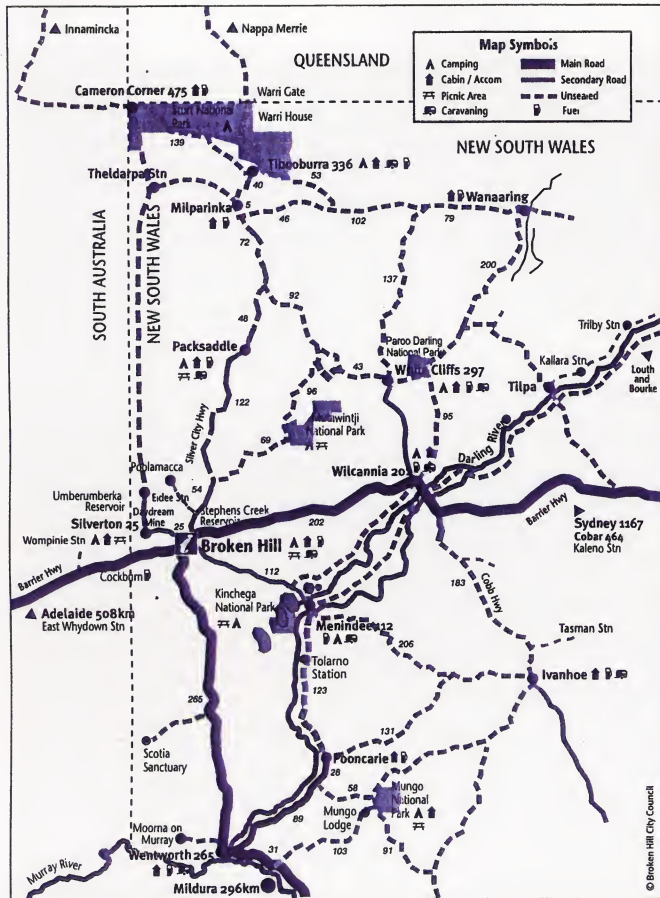 Innamincka
Nappa Merrie
QUEENSLAND
Map Symbols
Camping
Cabin / Accom
Picnic Area
Caravaning
Main Road
Secondary Road
Unsealed
Fuel
Cameron Corner 475
Warri Gate
Sturt National
Park
Warri House
NEW SOUTH WALES
139
Tibooburra 336
53
Theldarpa Stn
40
Milparinka
5
46
102
79
Wanaaring
72
200
SOUTH AUSTRALIA
NEW SOUTH WALES
92
137
48
Packsaddle
Paroo Darling
National Park
Trilby Stn
Kallara Stn
43
Cliffs 297
Tilpa
Louth
and
Bourke
122
Silver City Hwy
96
National Park
69
95
Darling River
Wilcannia 20
54
Eidee Stn
Umberumberka
Reservoir
Daydream
Mine
Stephens Creek
Reservoir
Silverton 25
25
202
Barrier Hwy
Sydney 1167
Cobar 464
Kaleno Stn
Wompinie Stn
i
Broken Hill
Barrier Hwy
Cockburn
112
183
Cobb Hwy
Kinchega
National Park
Adelaide 508km
East Whydown Stn
Menindee 112
Tasman Stn
206
Tolarno
Station
123
Ivanhoe
265
131
Scotia
Sanctuary
Pooncarie
28
58
Mungo
National
Park
89
Mungo
Lodge
Moorna on
Murray
Wentworth 265
31
103
91
Murray River
Mildura 296km
© Broken Hill City Council